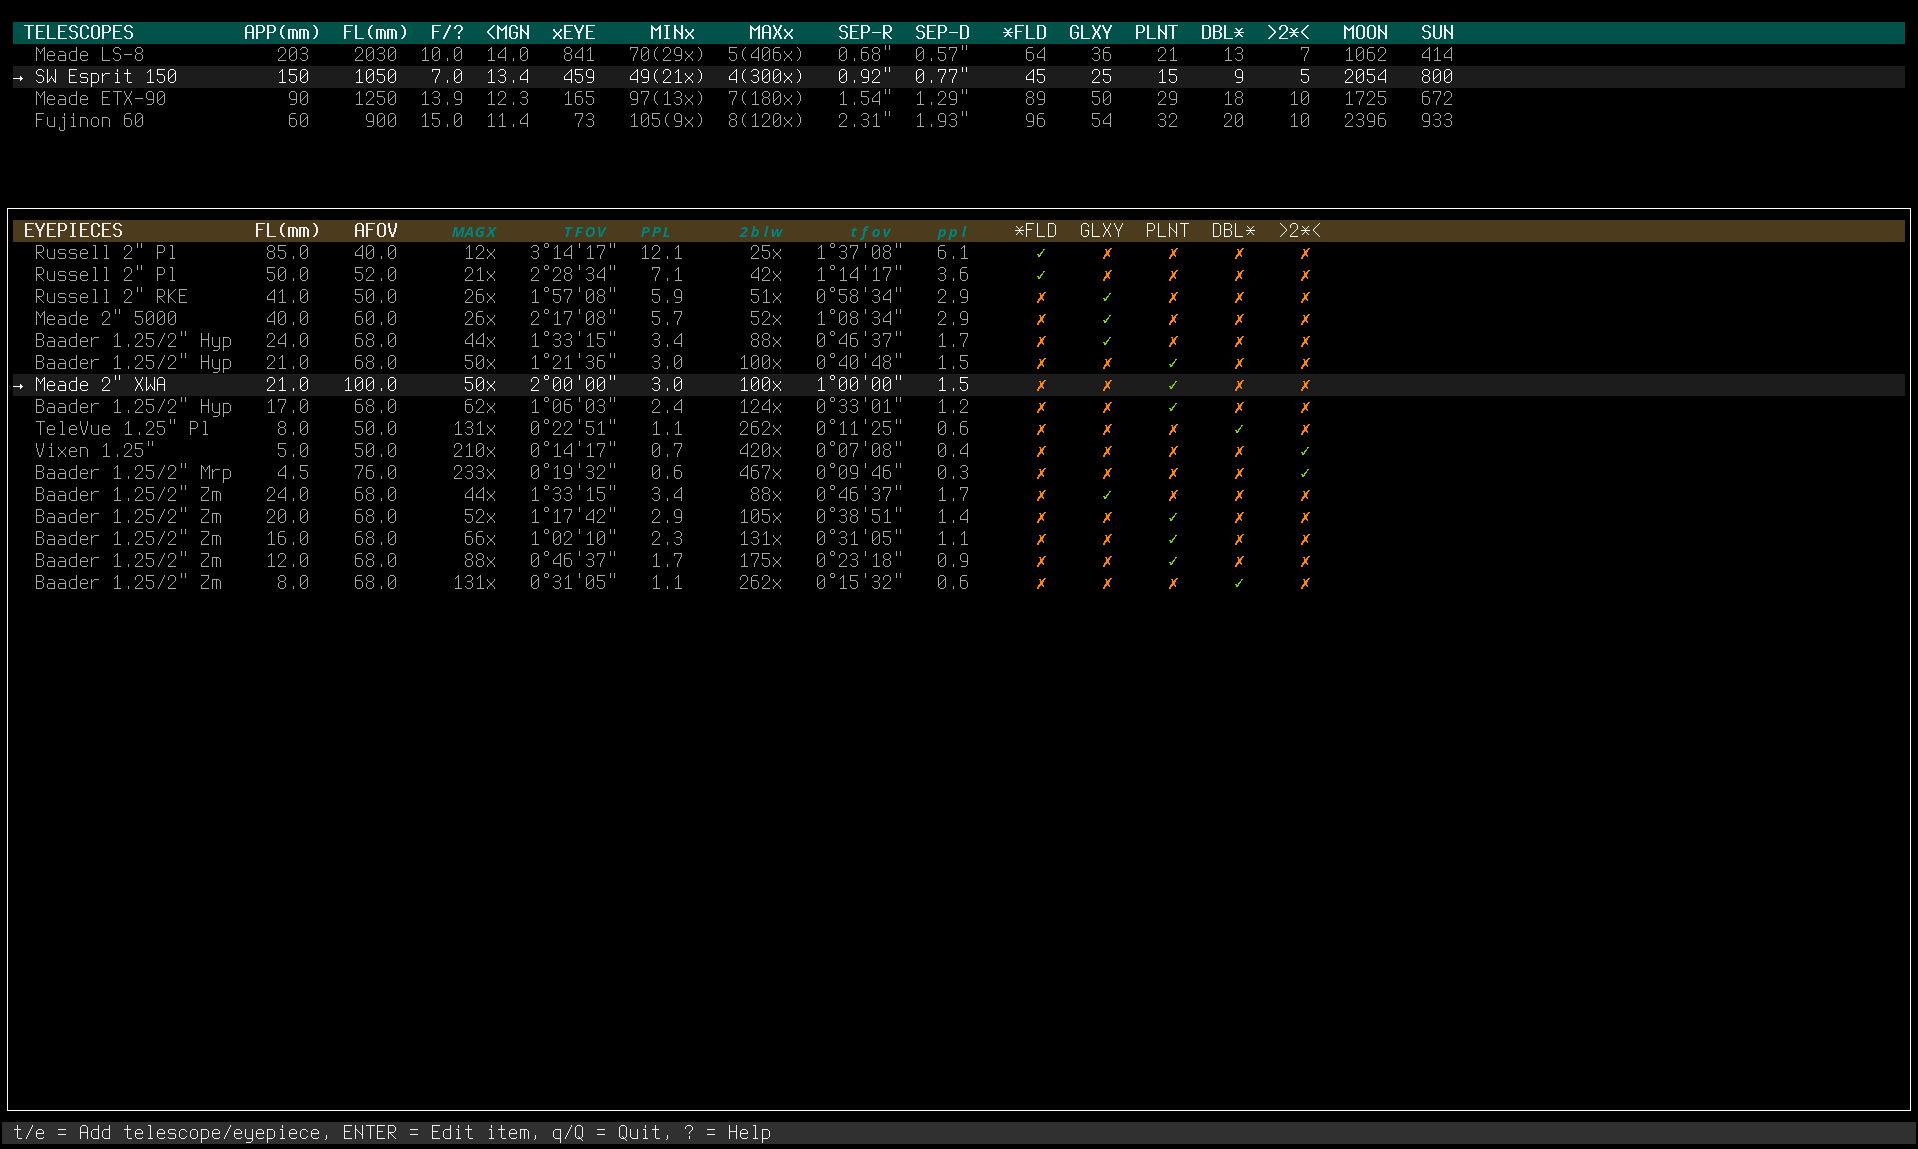 TELESCOPES APP(mm) FL(mm) F/? <MGN xEYE MINx MAXx SEP-R SEP-D *FLD GLXY PLNT DBL* >2*< MOON SUN
Meade LS-8 203 2030 10.0 14.0 841 70(29x) 5(406x) 0.68" 0.57" 64 36 21 13 7 1062 414
→ SW Esprit 150 150 1050 7.0 13.4 459 49(21x) 4(300x) 0.92" 0.77" 45 25 15 9 5 2054 800
Meade ETX-90 90 1250 13.9 12.3 165 97(13x) 7(180x) 1.54" 1.29" 89 50 29 18 10 1725 672
Fujinon 60 60 900 15.0 11.4 73 105(9x) 8(120x) 2.31" 1.93" 96 54 32 20 10 2396 933
EYEPIECES FL(mm) AFOV MAGX TFOV PPL 2blw tfov ppl *FLD GLXY PLNT DBL* >2*<
Russell 2" Pl 85.0 40.0 12x 3°14'17" 12.1 25x 1°37'08" 6.1 ✓ ✗ ✗ ✗ ✗
Russell 2" Pl 50.0 52.0 21x 2°28'34" 7.1 42x 1°14'17" 3.6 ✓ ✗ ✗ ✗ ✗
Russell 2" RKE 41.0 50.0 26x 1°57'08" 5.9 51x 0°58'34" 2.9 ✗ ✓ ✗ ✗ ✗
Meade 2" 5000 40.0 60.0 26x 2°17'08" 5.7 52x 1°08'34" 2.9 ✗ ✓ ✗ ✗ ✗
Baader 1.25/2" Hyp 24.0 68.0 44x 1°33'15" 3.4 88x 0°46'37" 1.7 ✗ ✓ ✗ ✗ ✗
Baader 1.25/2" Hyp 21.0 68.0 50x 1°21'36" 3.0 100x 0°40'48" 1.5 ✗ ✗ ✓ ✗ ✗
→ Meade 2" XWA 21.0 100.0 50x 2°00'00" 3.0 100x 1°00'00" 1.5 ✗ ✗ ✓ ✗ ✗
Baader 1.25/2" Hyp 17.0 68.0 62x 1°06'03" 2.4 124x 0°33'01" 1.2 ✗ ✗ ✓ ✗ ✗
TeleVue 1.25" Pl 8.0 50.0 131x 0°22'51" 1.1 262x 0°11'25" 0.6 ✗ ✗ ✗ ✓ ✗
Vixen 1.25" 5.0 50.0 210x 0°14'17" 0.7 420x 0°07'08" 0.4 ✗ ✗ ✗ ✗ ✓
Baader 1.25/2" Mrp 4.5 76.0 233x 0°19'32" 0.6 467x 0°09'46" 0.3 ✗ ✗ ✗ ✗ ✓
Baader 1.25/2" Zm 24.0 68.0 44x 1°33'15" 3.4 88x 0°46'37" 1.7 ✗ ✓ ✗ ✗ ✗
Baader 1.25/2" Zm 20.0 68.0 52x 1°17'42" 2.9 105x 0°38'51" 1.4 ✗ ✗ ✓ ✗ ✗
Baader 1.25/2" Zm 16.0 68.0 66x 1°02'10" 2.3 131x 0°31'05" 1.1 ✗ ✗ ✓ ✗ ✗
Baader 1.25/2" Zm 12.0 68.0 88x 0°46'37" 1.7 175x 0°23'18" 0.9 ✗ ✗ ✓ ✗ ✗
Baader 1.25/2" Zm 8.0 68.0 131x 0°31'05" 1.1 262x 0°15'32" 0.6 ✗ ✗ ✗ ✓ ✗
t/e = Add telescope/eyepiece, ENTER = Edit item, q/Q = Quit, ? = Help